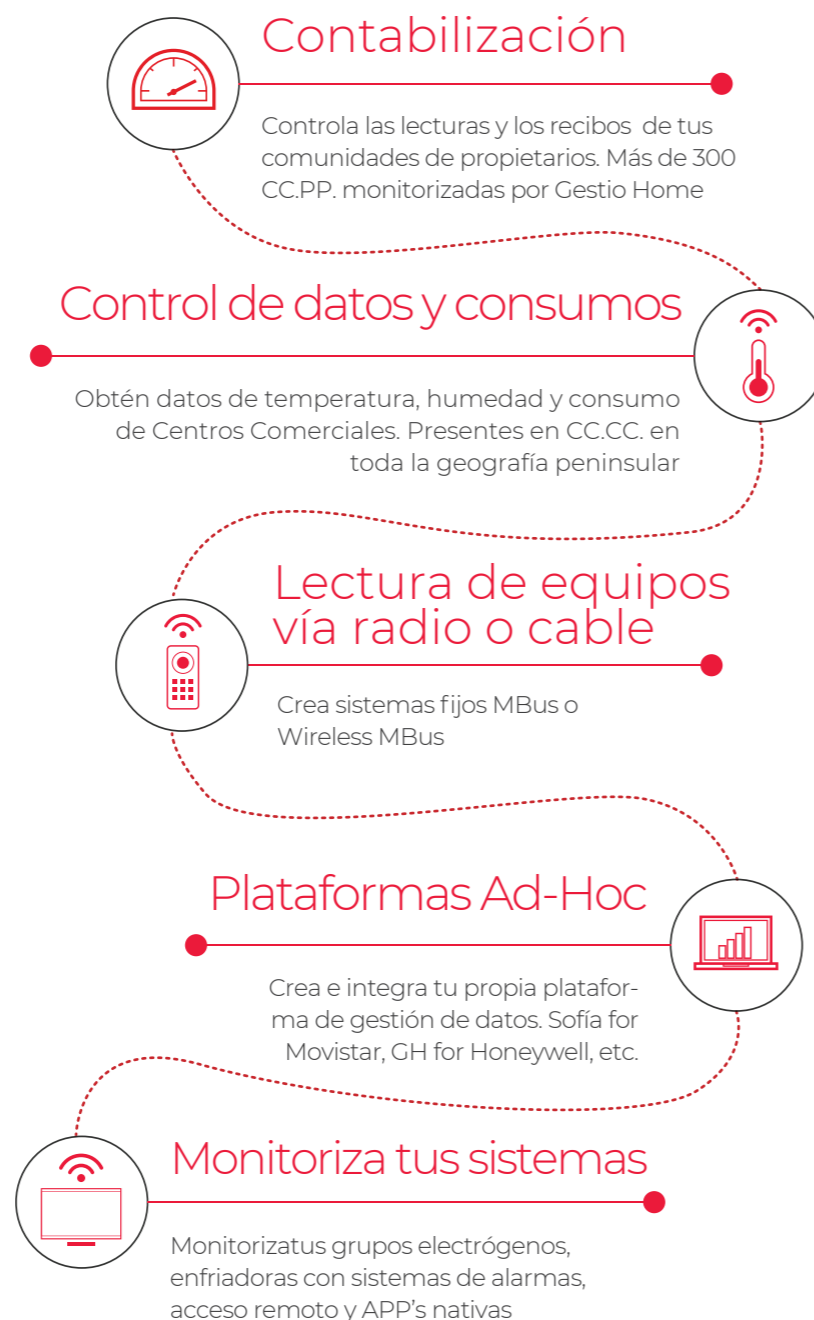 Contabilización
Controla las lecturas y los recibos de tus
comunidades de propietarios. Más de 300
CC.PP. monitorizadas por Gestio Home
Control de datos y consumos
Obtén datos de temperatura, humedad y consumo
de Centros Comerciales. Presentes en CC.CC. en
toda la geografía peninsular
Lectura de equipos
vía radio o cable
Crea sistemas fijos MBus o
Wireless MBus
Plataformas Ad-Hoc
Crea e integra tu propia platafor-
ma de gestión de datos. Sofía for
Movistar, GH for Honeywell, etc.
Monitoriza tus sistemas
Monitorizatus grupos electrógenos,
enfriadoras con sistemas de alarmas,
acceso remoto y APP's nativas